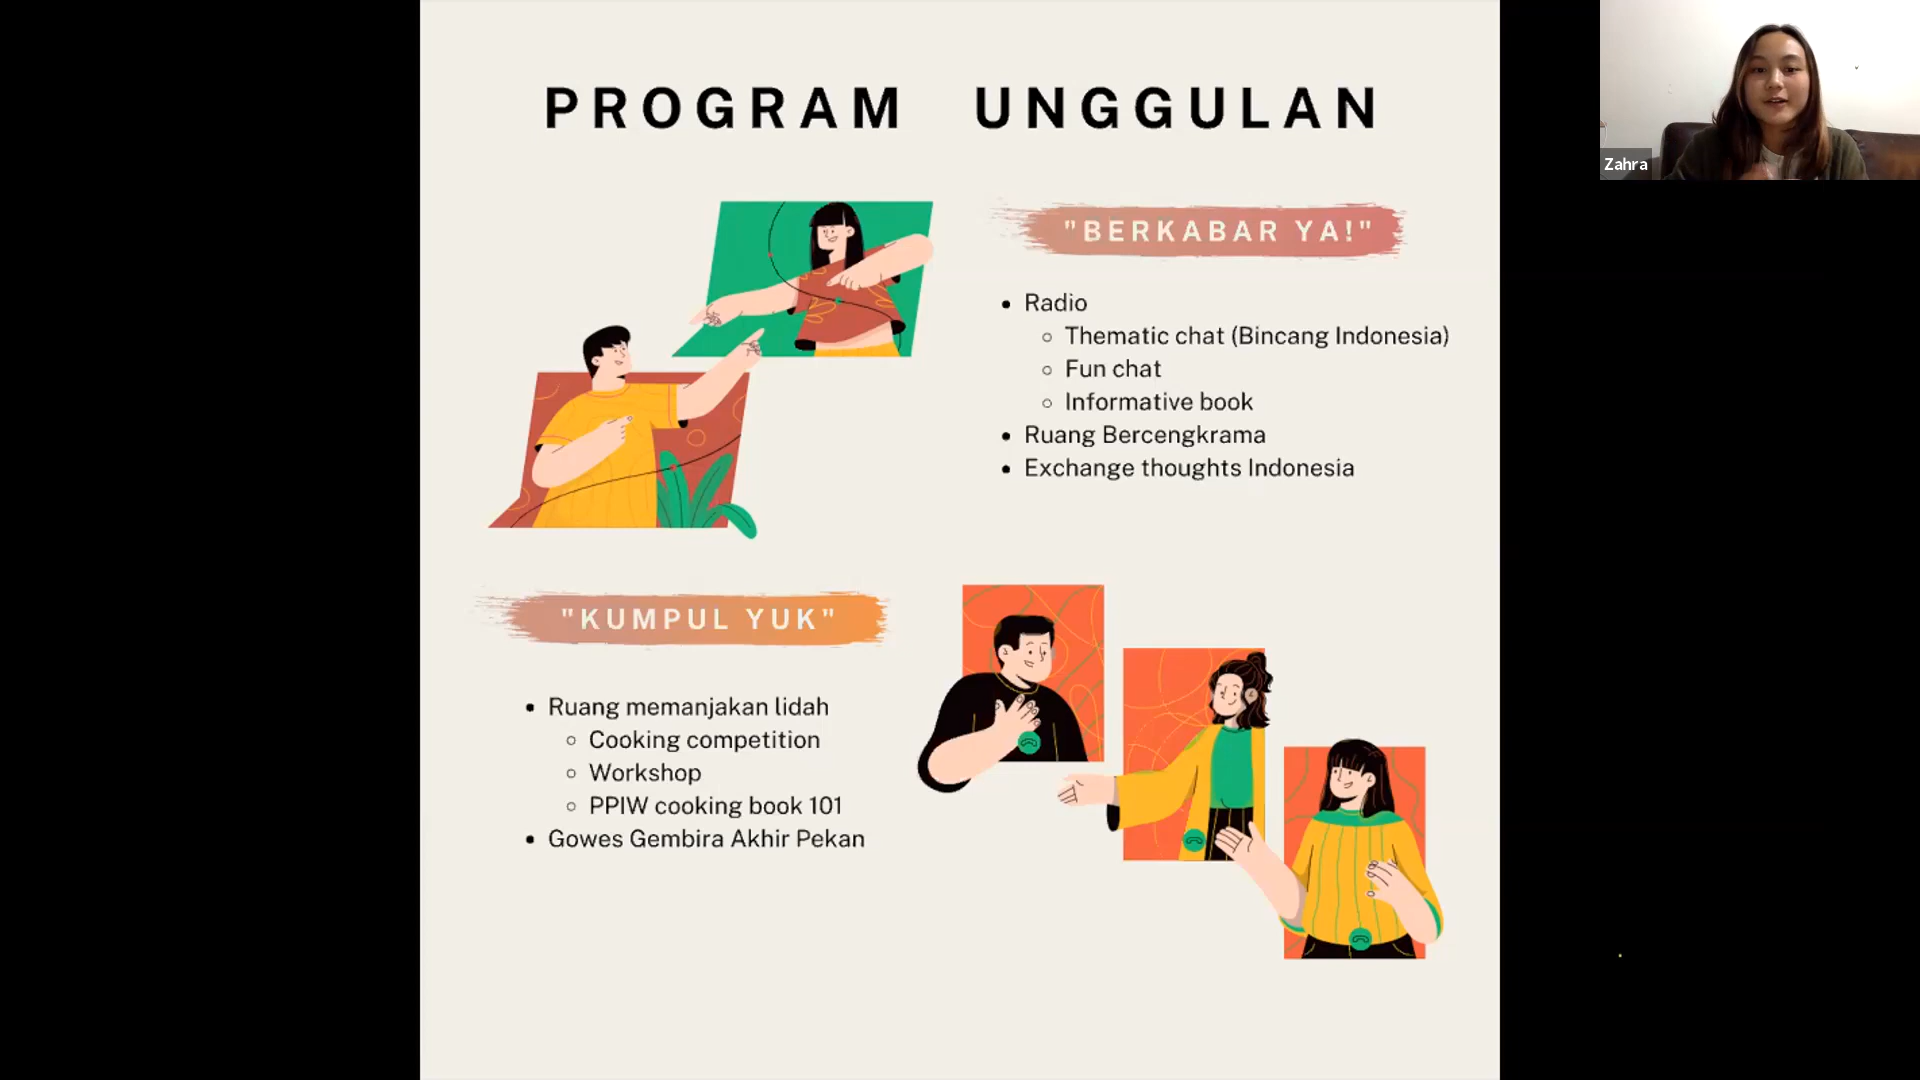 PROGRAM UNGGULAN
Zahra
"BERKABAR YA!"
Radio
Thematic chat (Bincang Indonesia)
Fun chat
Informative book
Ruang Bercengkrama
Exchange thoughts Indonesia
"KUMPUL YUK"
Ruang memanjakan lidah
Cooking competition
Workshop
PPIW cooking book 101
Gowes Gembira Akhir Pekan